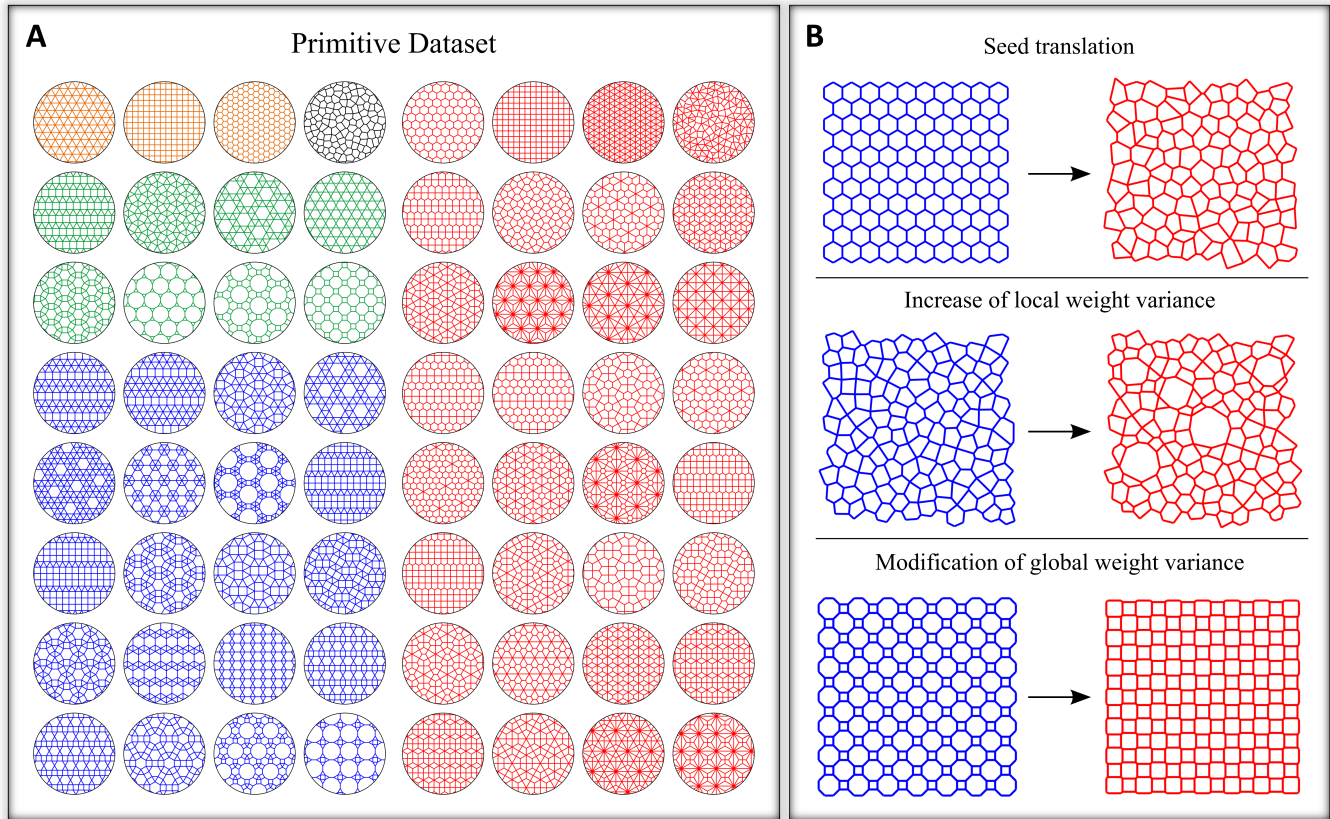 A
Primitive Dataset
B
Seed translation
Increase of local weight variance
Modification of global weight variance